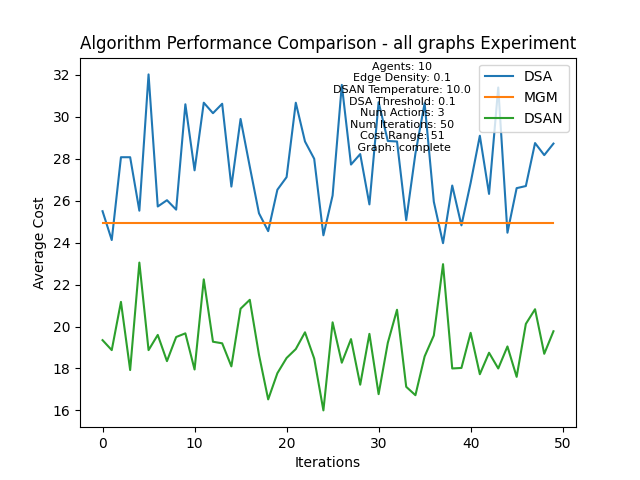 Algorithm Performance Comparison - all graphs Experiment
Agents: 10
Edge Density: 0.1
DSAN Temperature: 10.0
DSA Threshold: 0.1
Num Actions: 3
Num Iterations: 50
Cost Range: 51
Graph: complete
DSA
MGM
DSAN
32
30
28
26
24
22
20
18
16
Average Cost
0
10
20
30
40
50
Iterations